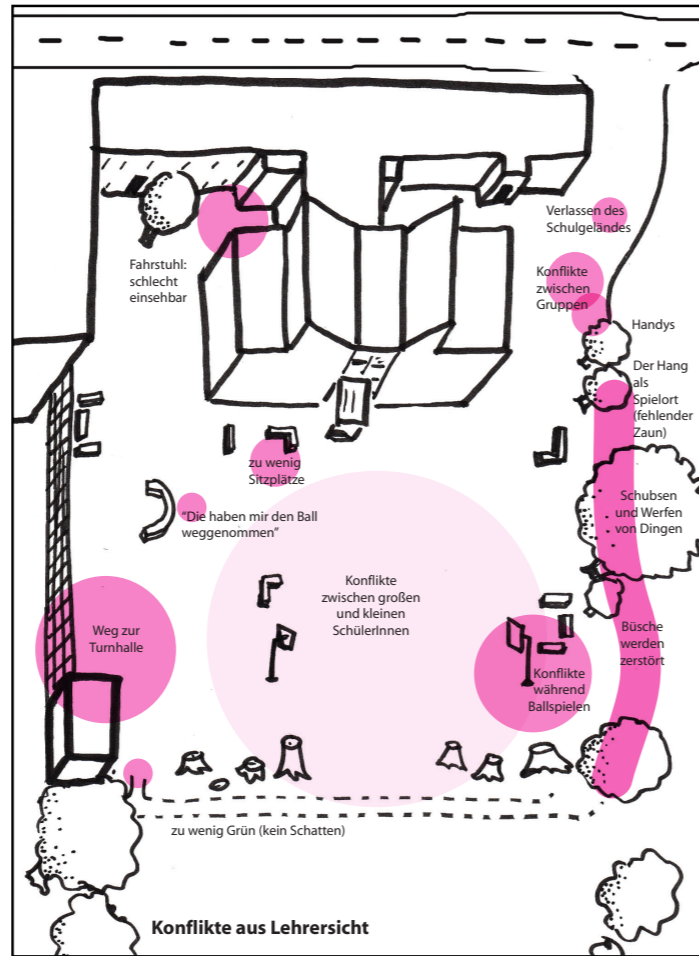 Verlassen des
Schulgeländes
Fahrstuhl:
schlecht
einsehbar
Konflikte
zwischen
Gruppen
Handys
Der Hang
als
Spielort
(fehlender
Zaun)
zu wenig
Sitzplätze
Schubsen
und Werfen
von Dingen
"Die haben mir den Ball
weggenommen"
Konflikte
zwischen großen
und kleinen
SchülerInnen
Weg zur
Turnhalle
Büsche
werden
zerstört
Konflikte
während
Ballspielen
zu wenig Grün (kein Schatten)
Konflikte aus Lehrersicht